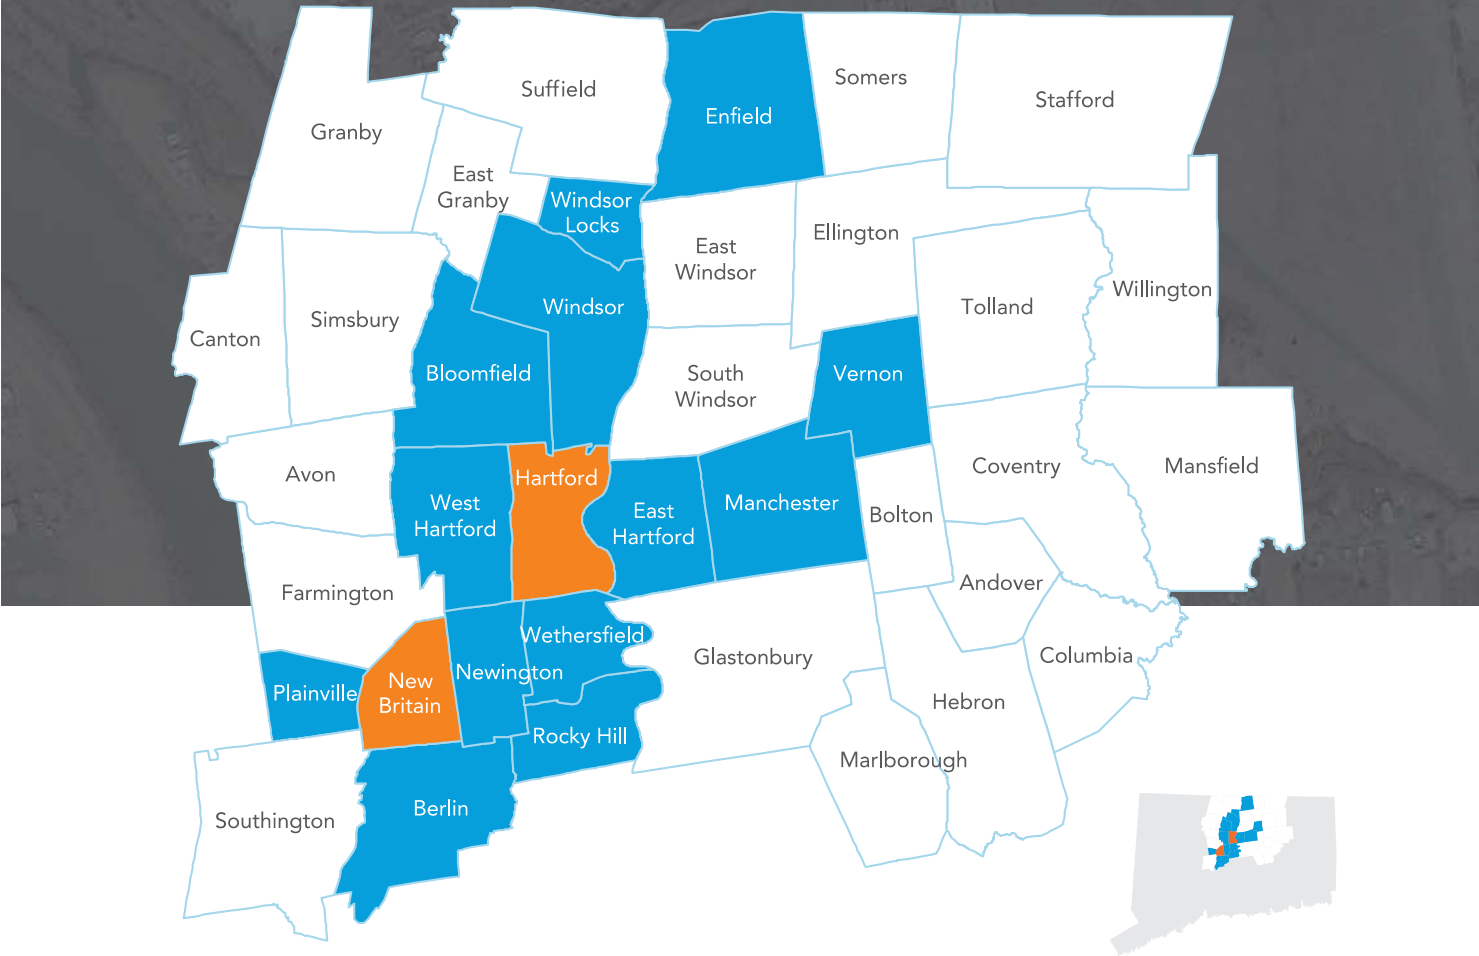 Suffield
Somers
Stafford
Enfield
Granby
East
Granby
Windsor
Locks
Ellington
East
Windsor
Willington
Tolland
Windsor
Simsbury
Canton
Bloomfield
South
Windsor
Vernon
Avon
Hartford
Coventry
Mansfield
West
Hartford
East
Hartford
Manchester
Bolton
Farmington
Andover
Wethersfield
Glastonbury
Columbia
Newington
Plainville
New
Britain
Hebron
Rocky Hill
Marlborough
Berlin
Southington